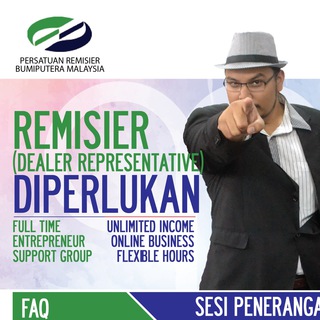 PERSATUAN REMISIER
BUMIPUTERA MALAYSIA
REMISIER
(DEALER REPRESENTATIVE)
DIPERLUKAN
FULL TIME
ENTREPRENEUR
SUPPORT GROUP
UNLIMITED INCOME
ONLINE BUSINESS
FLEXIBLE HOURS
FAQ
SESI PENERANGA